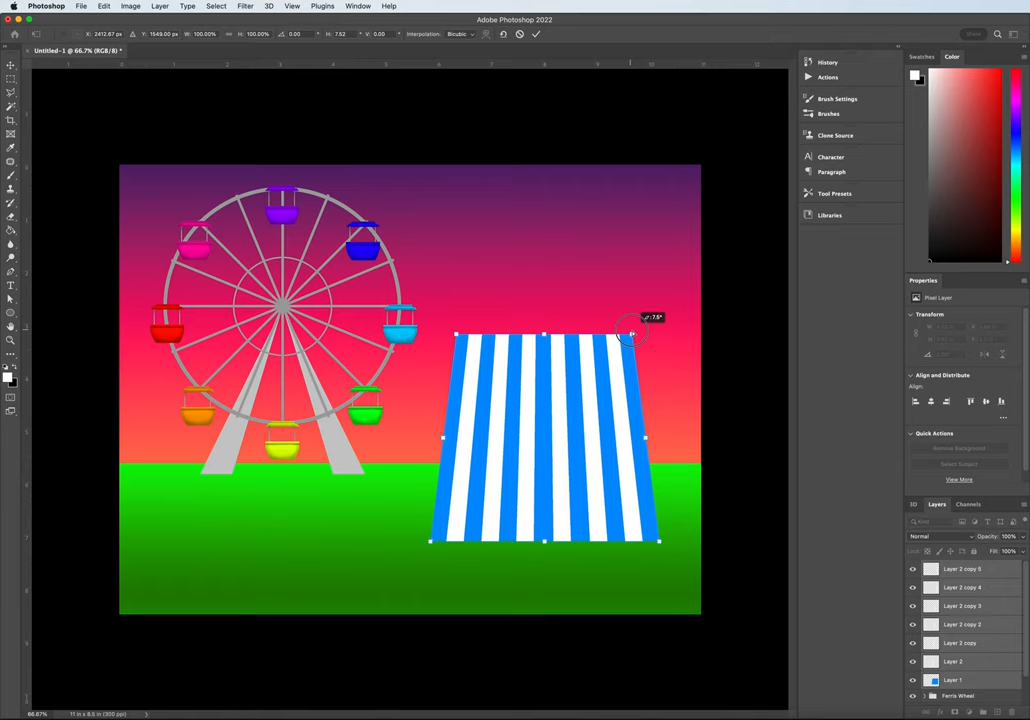 Photoshop File Edit Image Layer Type Select Filter 3D View Plugins Window Help
Adobe Photoshop 2022
X: 2412.67 px Y: 1549.00 px W: 100.00% H: 100.00% 0.00 H: 7.52 V: 0.00 Interpolation: Bicubic Share
Untitled-1 @ 66.7% (RGB/8) *
History
Actions
Brush Settings
Brushes
Clone Source
Character
Paragraph
Tool Presets
Libraries
Swatches Color
Properties
Pixel Layer
Transform
Align and Distribute
Align:
Quick Actions
Remove Background
Select Subject
View More
3D Layers Channels
Kind
Normal Opacity: 100%
Lock: Fill: 100%
Layer 2 copy 5
Layer 2 copy 4
Layer 2 copy 3
Layer 2 copy 2
Layer 2 copy
Layer 2
Layer 1
Ferris Wheel
66.67% 11 in x 8.5 in (300 ppi)